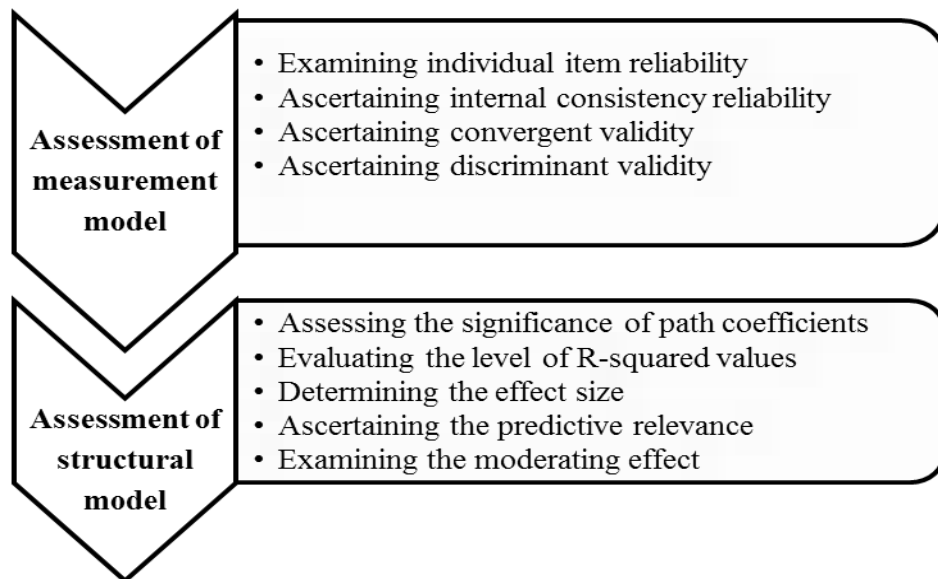 Assessment of
measurement
model
• Examining individual item reliability
• Ascertaining internal consistency reliability
• Ascertaining convergent validity
• Ascertaining discriminant validity
Assessment of
structural
model
• Assessing the significance of path coefficients
• Evaluating the level of R-squared values
• Determining the effect size
• Ascertaining the predictive relevance
• Examining the moderating effect